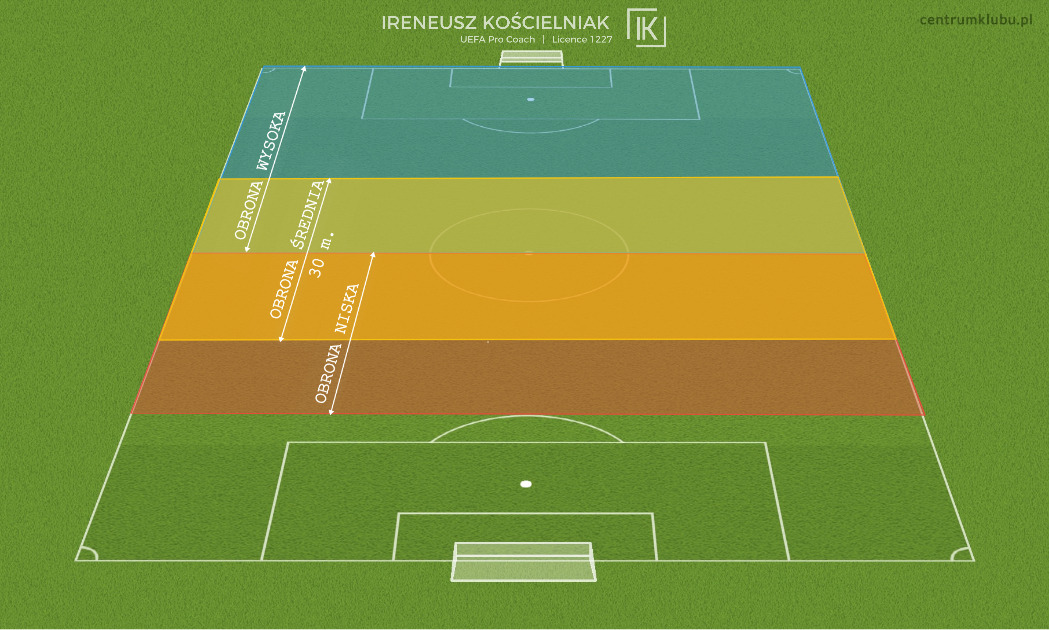 IRENEUSZ KOŚCIELNIAK
UEFA Pro Coach | Licence 1227
IK
centrumklubu.pl
OBRONA WYSOKA
OBRONA ŚREDNIA
30 m.
OBRONA NISKA